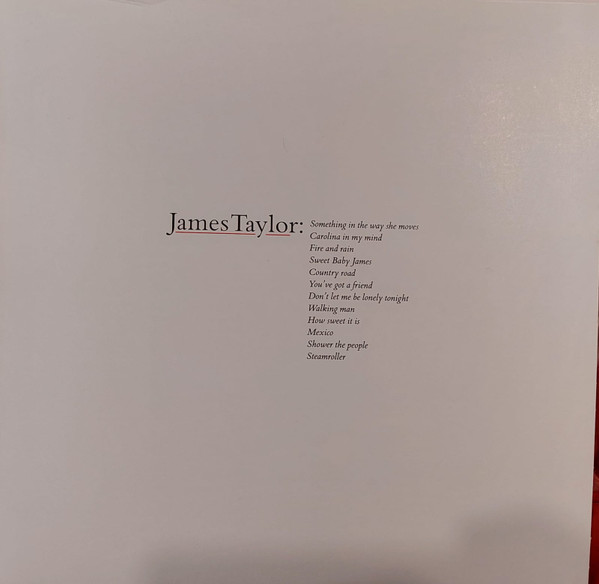 James Taylor: Something in the way she moves
Carolina in my mind
Fire and rain
Sweet Baby James
Country road
You've got a friend
Don't let me be lonely tonight
Walking man
How sweet it is
Mexico
Shower the people
Steamroller